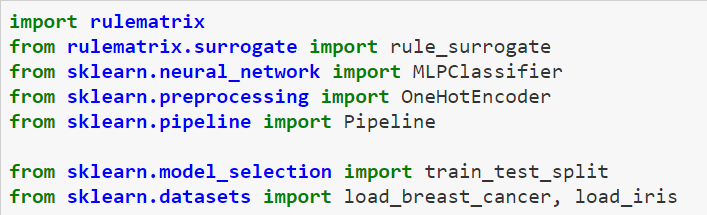 import rulematrix
from rulematrix.surrogate import rule_surrogate
from sklearn.neural_network import MLPClassifier
from sklearn.preprocessing import OneHotEncoder
from sklearn.pipeline import Pipeline
from sklearn.model_selection import train_test_split
from sklearn.datasets import load_breast_cancer, load_iris